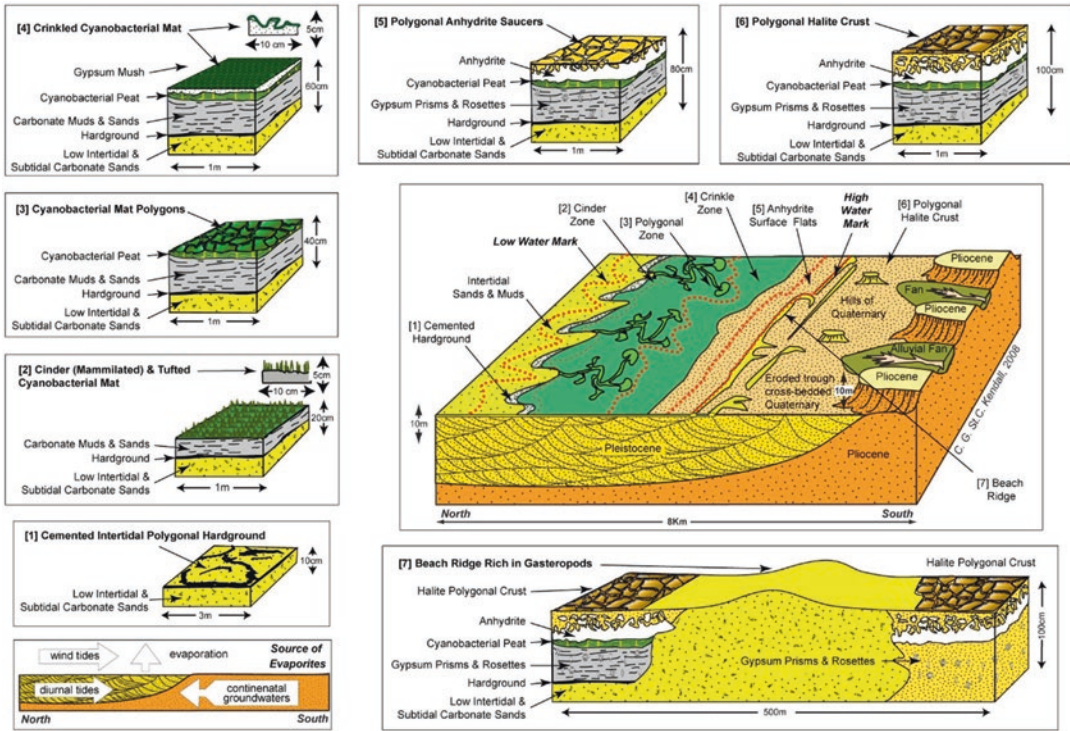 [4] Crinkled Cyanobacterial Mat
5cm
10 cm
Gypsum Mush
60cm
Cyanobacterial Peat
Carbonate Muds & Sands
Hardground
Low Intertidal &
Subtidal Carbonate Sands
1m
[5] Polygonal Anhydrite Saucers
Anhydrite
80cm
Cyanobacterial Peat
Gypsum Prisms & Rosettes
Hardground
Low Intertidal &
Subtidal Carbonate Sands
1m
[6] Polygonal Halite Crust
Anhydrite
100cm
Cyanobacterial Peat
Gypsum Prisms & Rosettes
Hardground
Low Intertidal &
Subtidal Carbonate Sands
1m
[3] Cyanobacterial Mat Polygons
40cm
Cyanobacterial Peat
Carbonate Muds & Sands
Hardground
Low Intertidal &
Subtidal Carbonate Sands
1m
[2] Cinder (Mammilated) & Tufted
Cyanobacterial Mat
5cm
10 cm
20cm
Carbonate Muds & Sands
Hardground
Low Intertidal &
Subtidal Carbonate Sands
1m
[1] Cemented Intertidal Polygonal Hardground
10cm
Low Intertidal &
Subtidal Carbonate Sands
3m
wind tides
evaporation
Source of
Evaporites
diurnal tides
continenatal
groundwaters
North
South
[4] Crinkle
Zone
High
Water
Mark
[6] Polygonal
Halite Crust
[2] Cinder
Zone
[3] Polygonal
Zone
[5] Anhydrite
Surface Flats
Low Water Mark
Intertidal
Sands & Muds
[1] Cemented
Hardground
Pliocene
Fan
Pliocene
Hills of
Quaternary
Alluvial Fan
Pliocene
Eroded trough
cross-bedded
Quaternary
10m
10m
Pleistocene
Pliocene
C. G. St.C. Kendall, 2008
[7] Beach
Ridge
North
South
8Km
[7] Beach Ridge Rich in Gasteropods
Halite Polygonal Crust
Halite Polygonal Crust
Anhydrite
100cm
Cyanobacterial Peat
Gypsum Prisms & Rosettes
Gypsum Prisms & Rosettes
Hardground
Low Intertidal &
Subtidal Carbonate Sands
500m